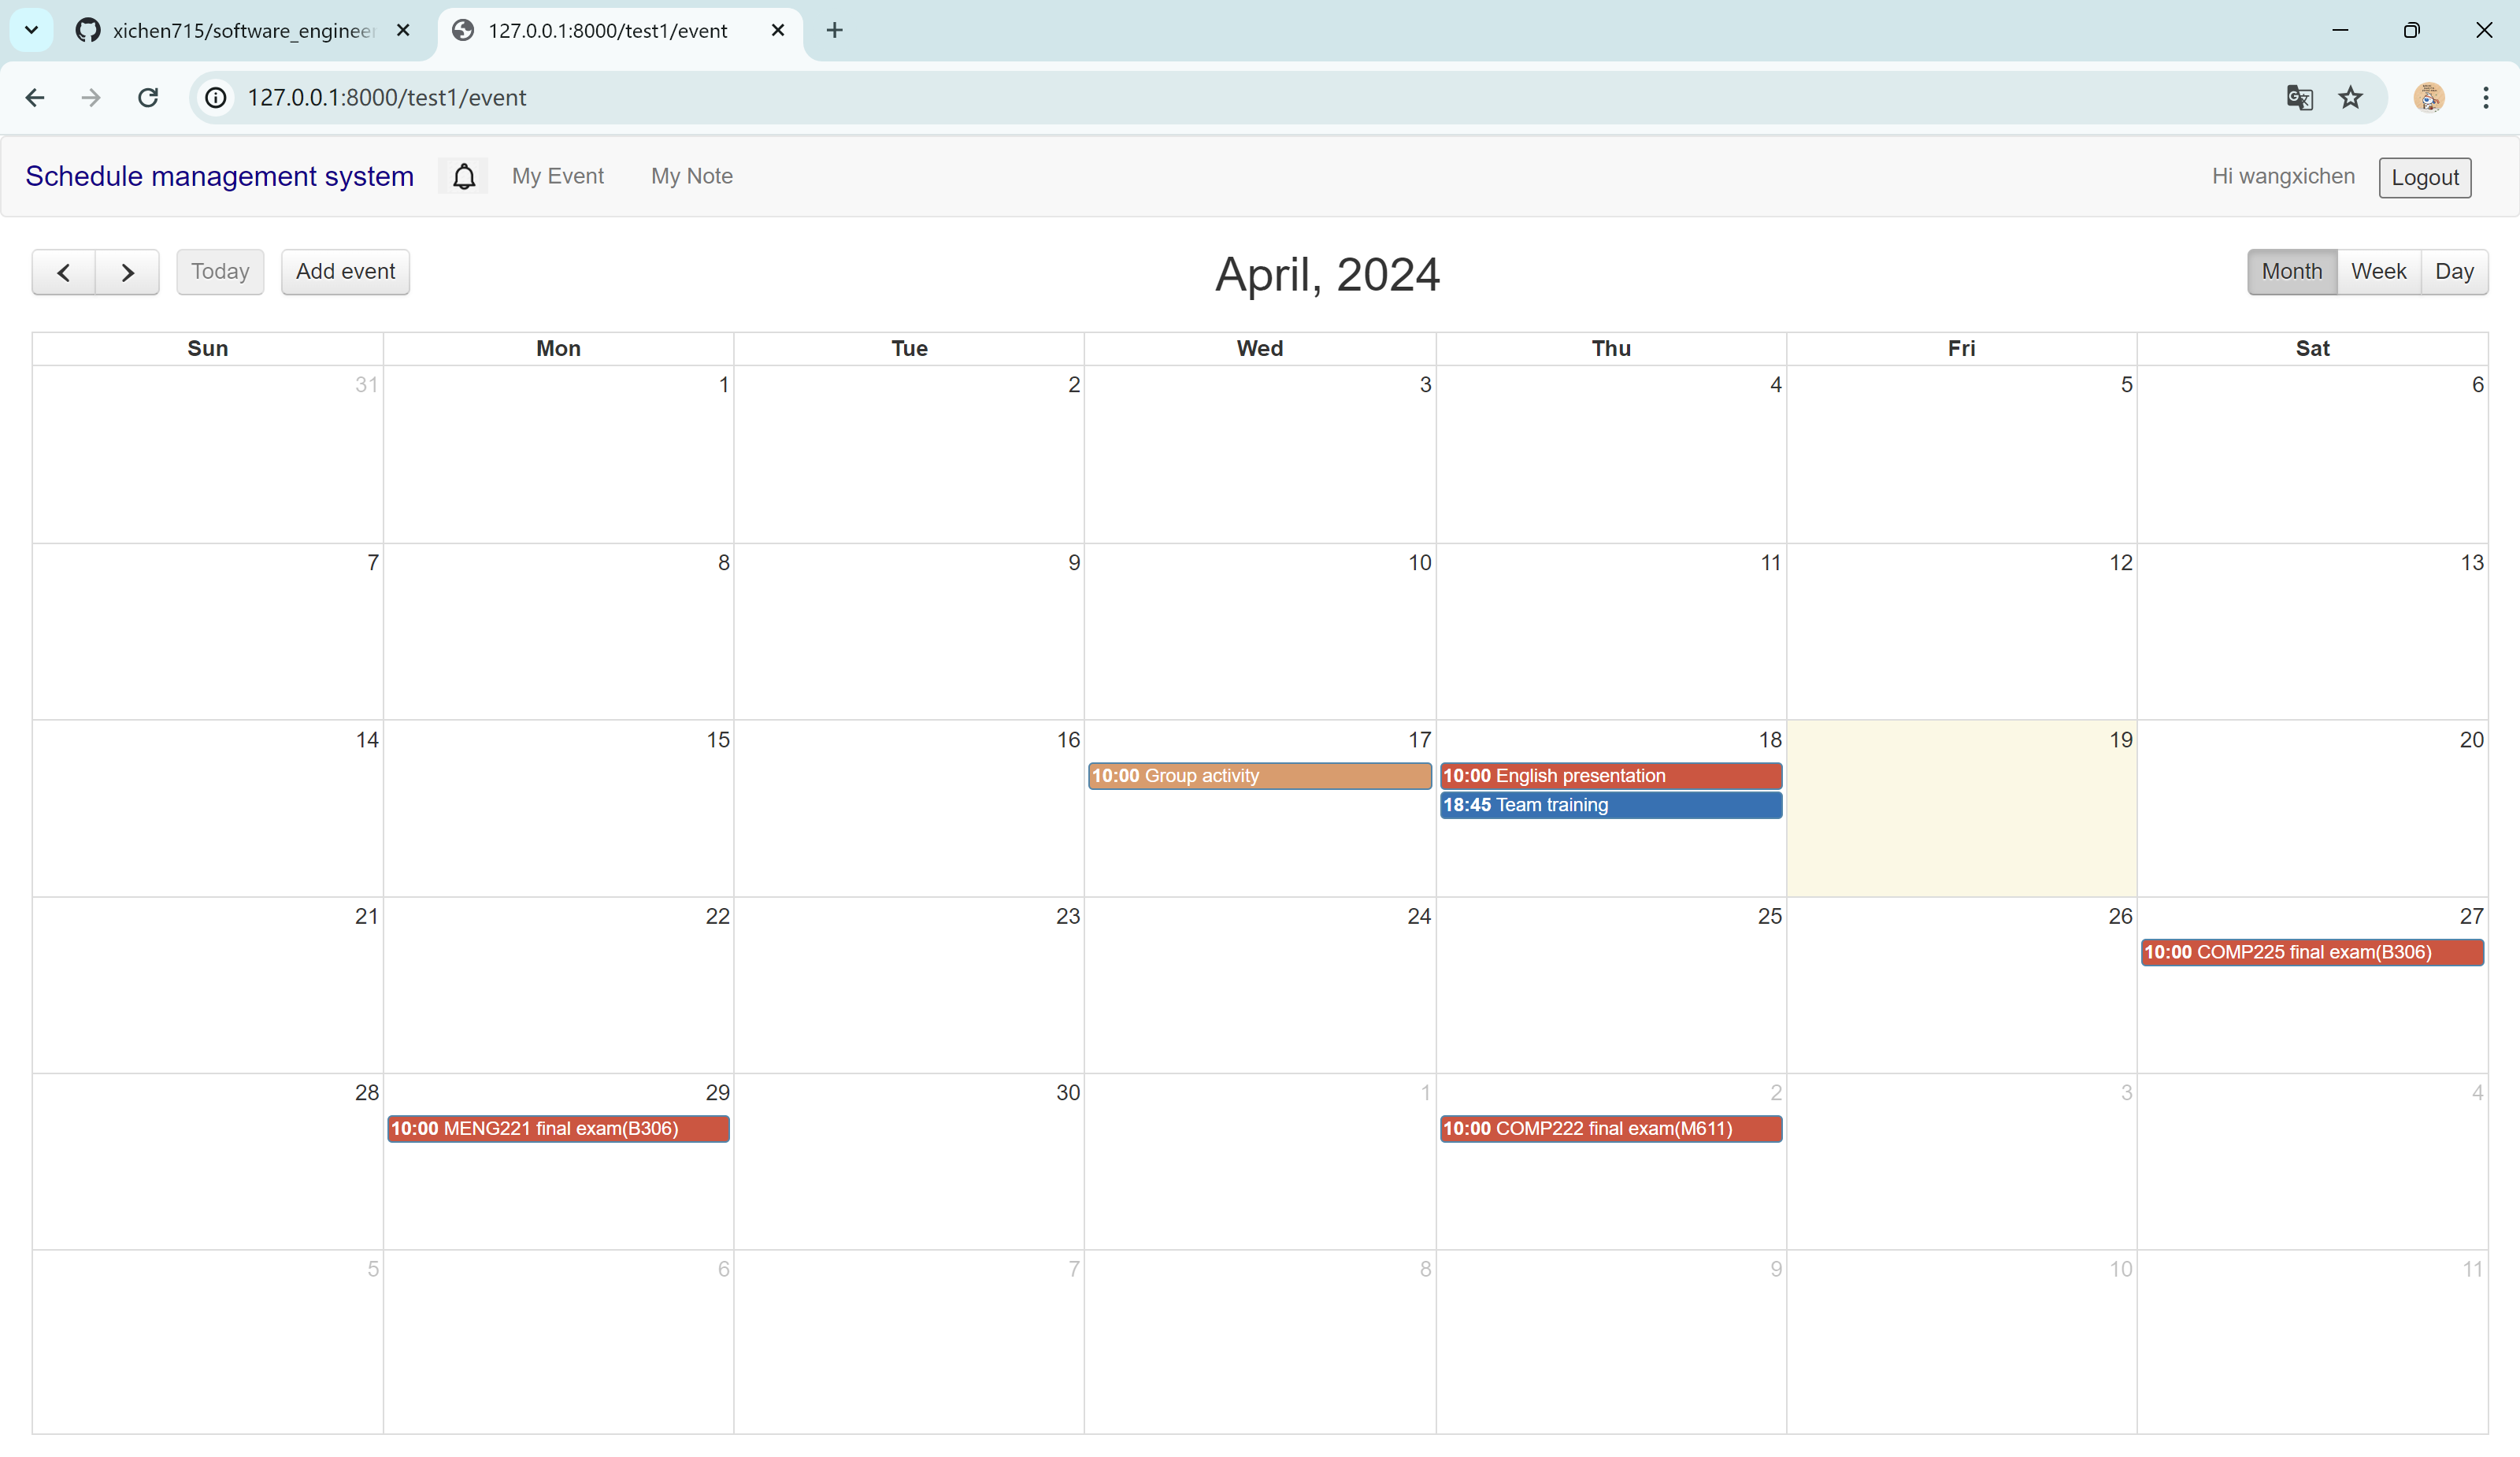 xichen715/software_engineer
127.0.0.1:8000/test1/event
127.0.0.1:8000/test1/event
Schedule management system My Event My Note Hi wangxichen Logout
Today Add event April, 2024 Month Week Day
Sun Mon Tue Wed Thu Fri Sat
31 1 2 3 4 5 6
7 8 9 10 11 12 13
14 15 16 17 18 19 20
10:00 Group activity 10:00 English presentation
18:45 Team training
21 22 23 24 25 26 27
10:00 COMP225 final exam(B306)
28 29 30 1 2 3 4
10:00 MENG221 final exam(B306) 10:00 COMP222 final exam(M611)
5 6 7 8 9 10 11